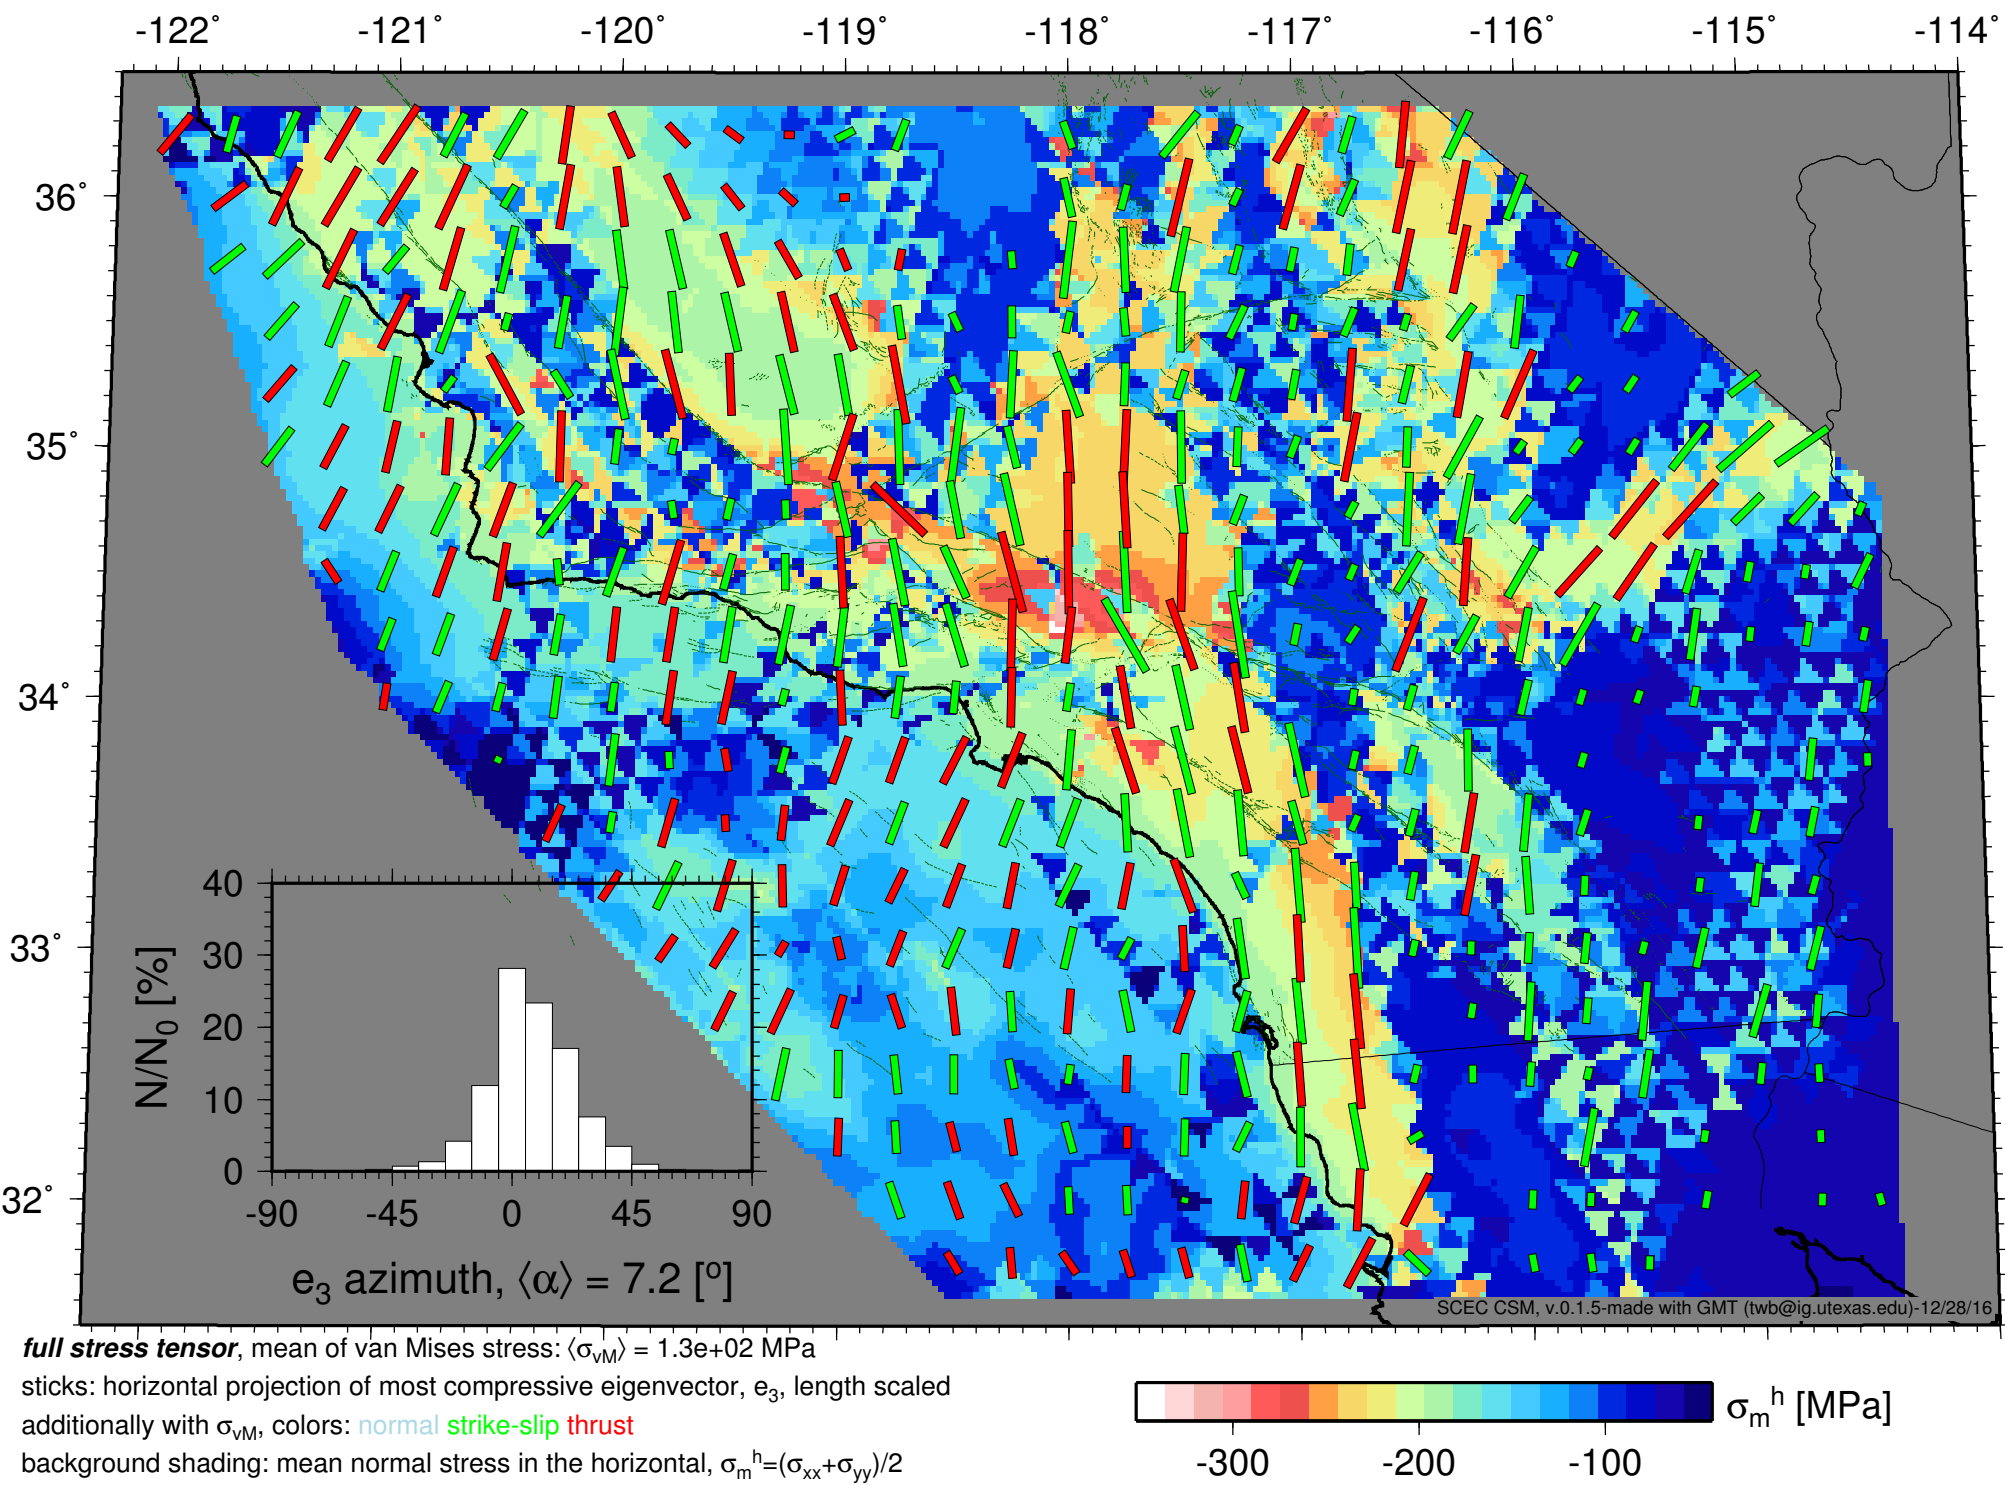 -122° -121° -120° -119° -118° -117° -116° -115° -114°
36°
35°
34°
33°
32°
40
30
20
10
0
N/N0 [%]
-90 -45 0 45 90
e3 azimuth, ⟨α⟩ = 7.2 [°]
SCEC CSM, v.0.1.5-made with GMT (twb@ig.utexas.edu)-12/28/16
full stress tensor, mean of van Mises stress: ⟨σvM⟩ = 1.3e+02 MPa
sticks: horizontal projection of most compressive eigenvector, e3, length scaled
additionally with σvM, colors: normal strike-slip thrust
background shading: mean normal stress in the horizontal, σm^h=(σxx+σyy)/2
σm^h [MPa]
-300 -200 -100